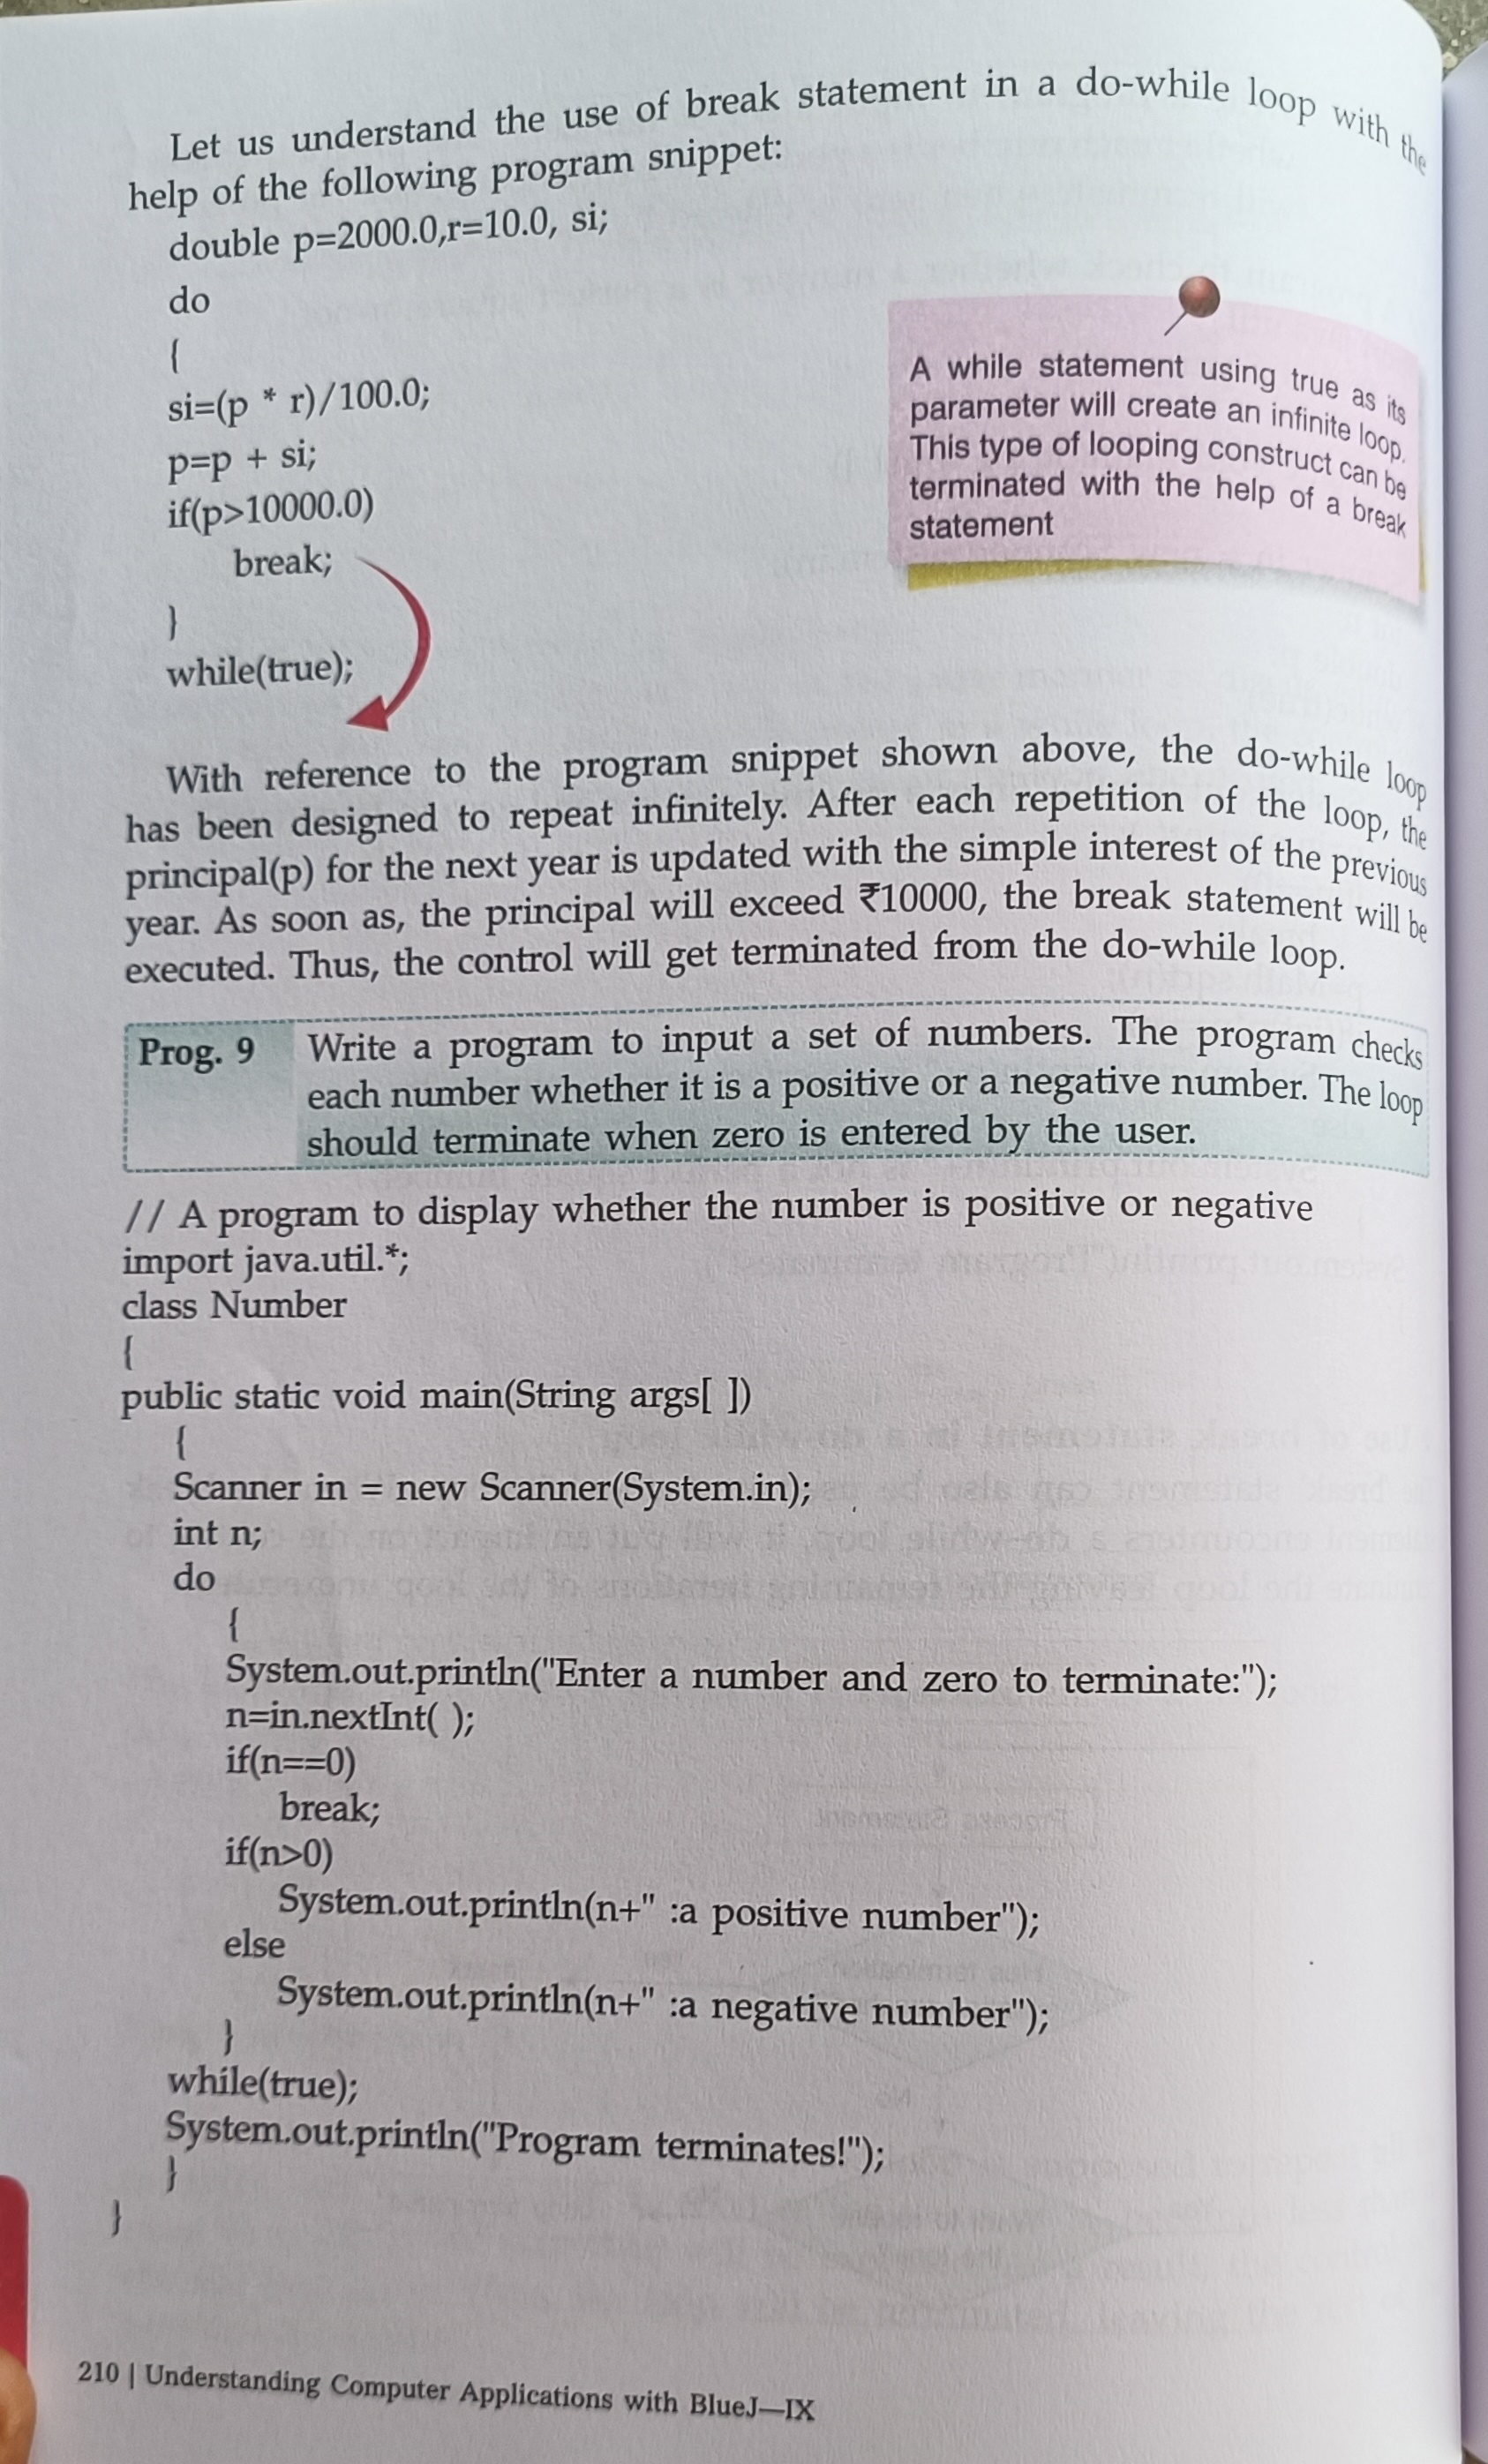 Let us understand the use of break statement in a do-while loop with the
help of the following program snippet:
double p=2000.0,r=10.0, si;
do
{
si=(p * r)/100.0;
p=p + si;
if(p>10000.0)
break;
}
while(true);
A while statement using true as its
parameter will create an infinite loop.
This type of looping construct can be
terminated with the help of a break
statement
With reference to the program snippet shown above, the do-while loop
has been designed to repeat infinitely. After each repetition of the loop, the
principal(p) for the next year is updated with the simple interest of the previous
year. As soon as, the principal will exceed ₹10000, the break statement will be
executed. Thus, the control will get terminated from the do-while loop.
Prog. 9 Write a program to input a set of numbers. The program checks
each number whether it is a positive or a negative number. The loop
should terminate when zero is entered by the user.
// A program to display whether the number is positive or negative
import java.util.*;
class Number
{
public static void main(String args[ ])
{
Scanner in = new Scanner(System.in);
int n;
do
{
System.out.println("Enter a number and zero to terminate:");
n=in.nextInt( );
if(n==0)
break;
if(n>0)
System.out.println(n+" :a positive number");
else
System.out.println(n+" :a negative number");
}
while(true);
System.out.println("Program terminates!");
}
}
210 | Understanding Computer Applications with BlueJ—IX